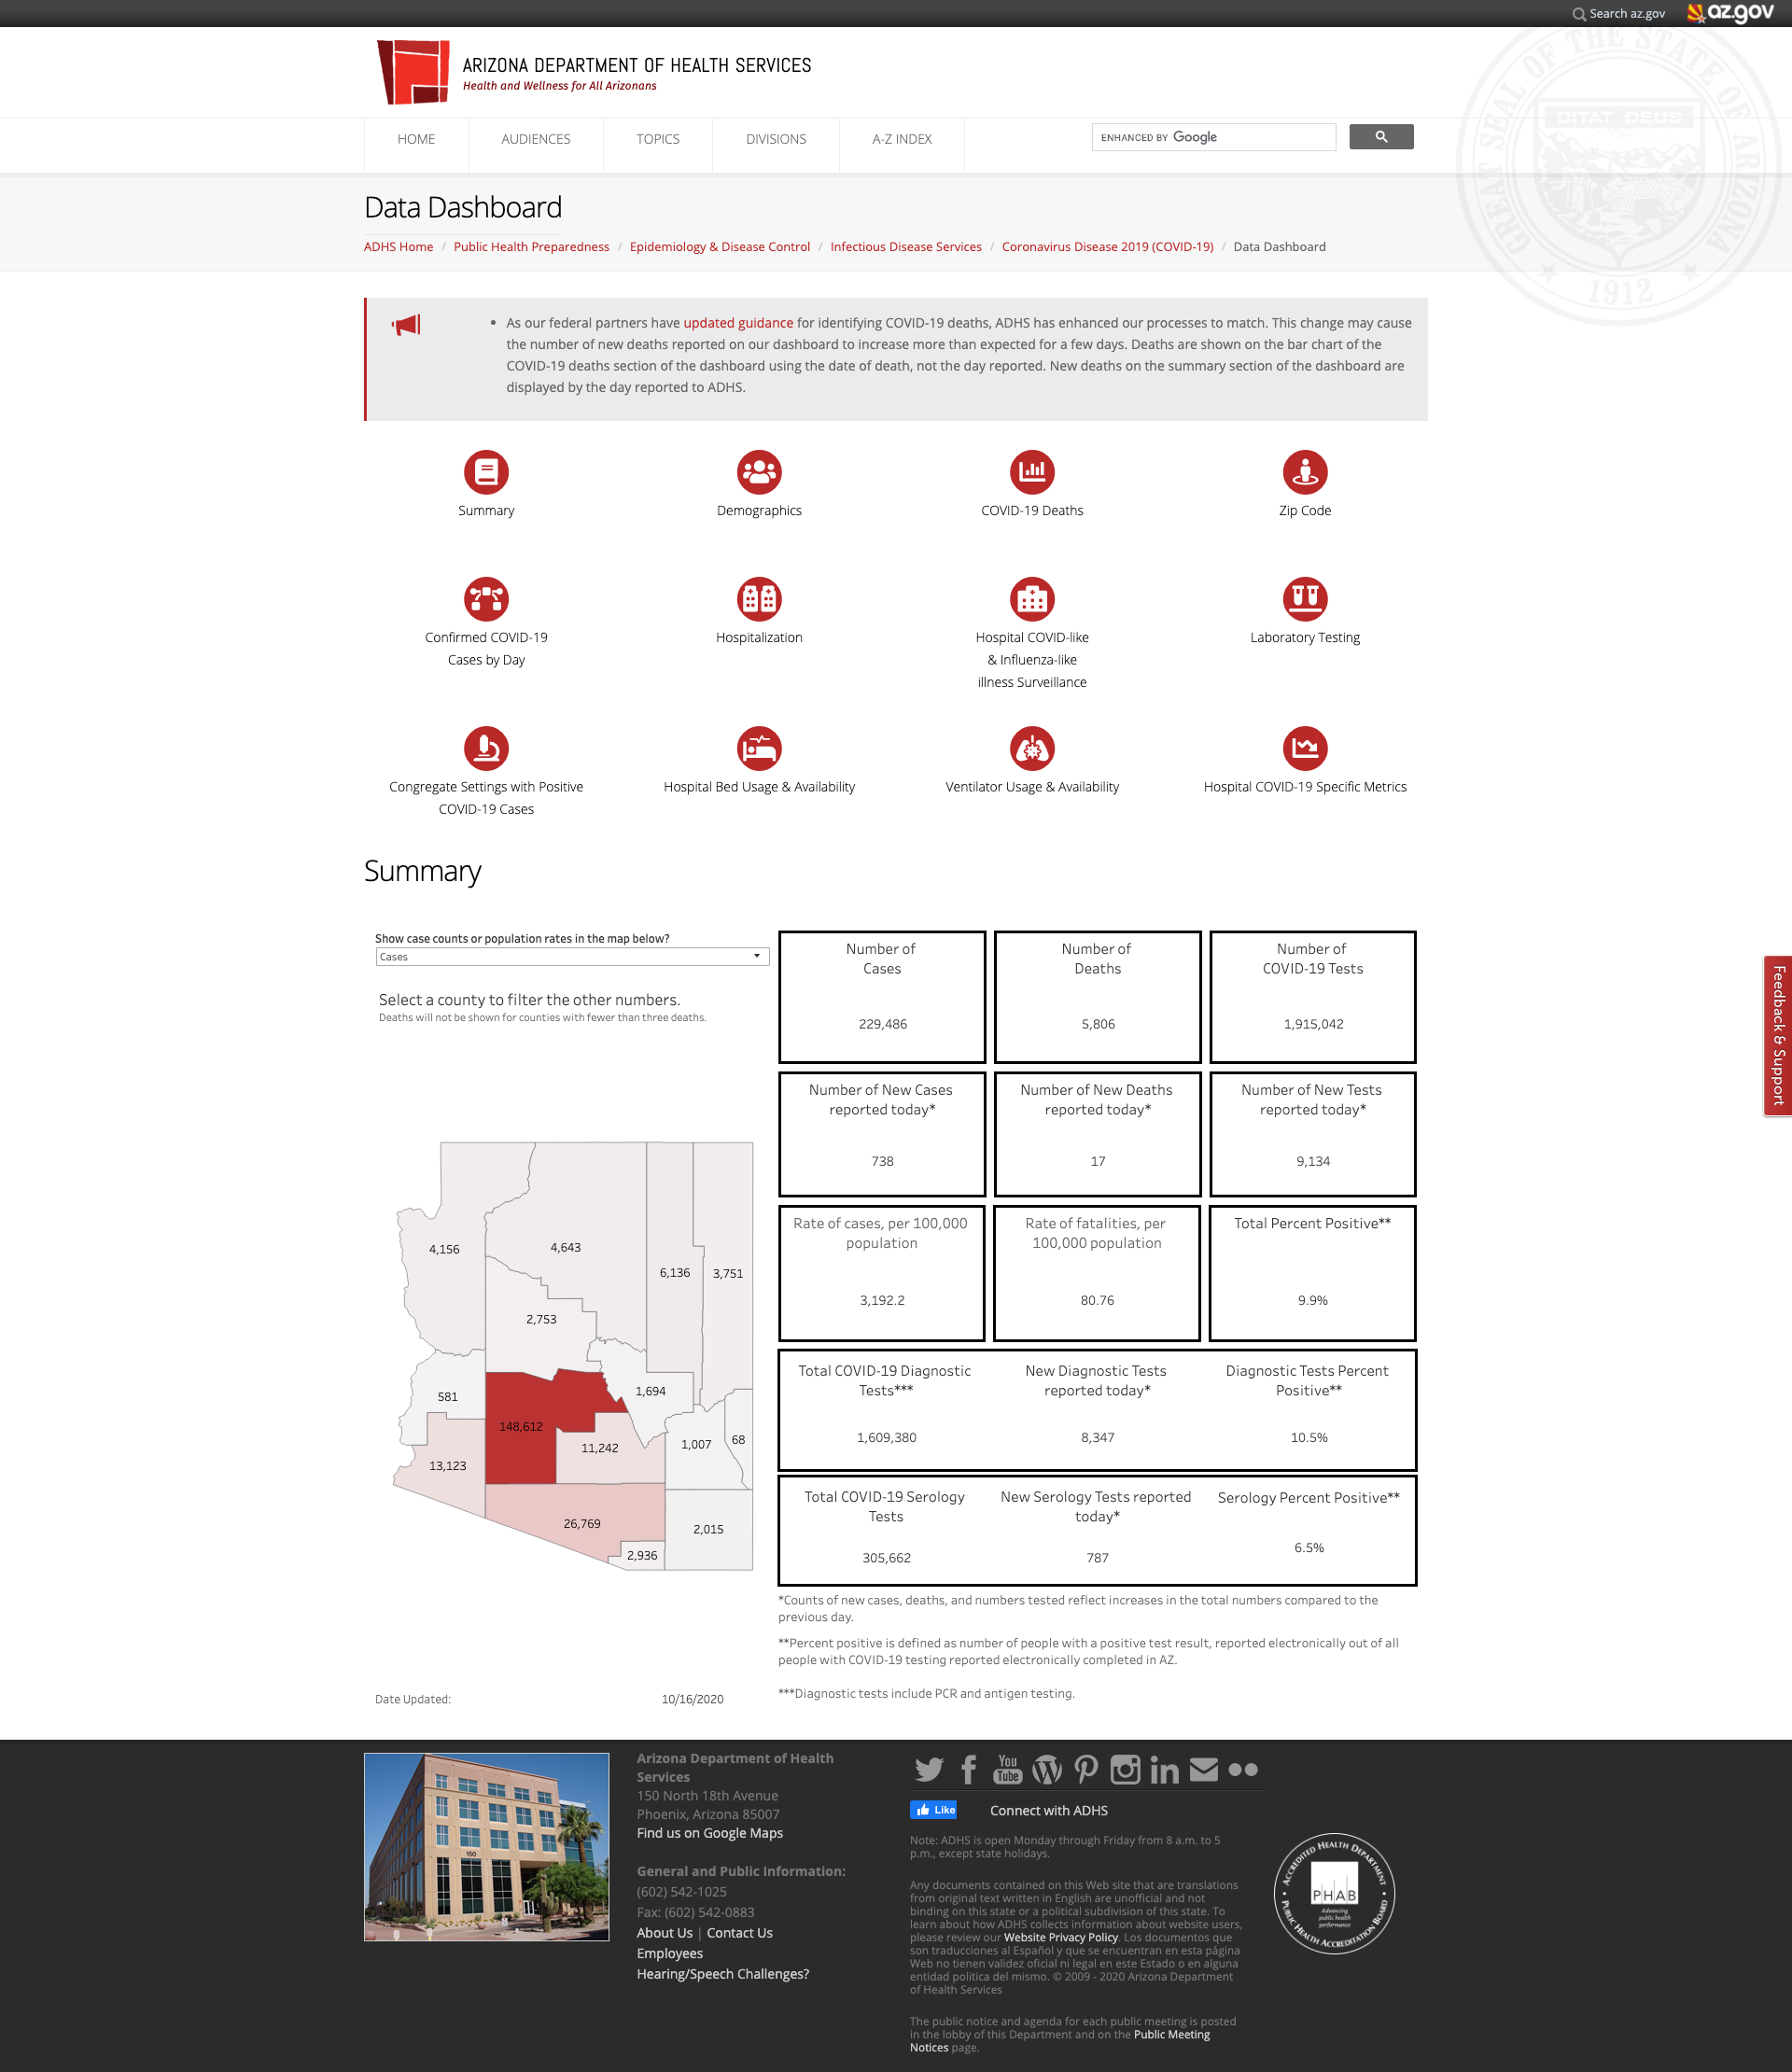 Search az.gov
az.gov
GREAT SEAL OF THE STATE OF ARIZONA
DITAT DEUS
1912
ARIZONA DEPARTMENT OF HEALTH SERVICES
Health and Wellness for All Arizonans
HOME
AUDIENCES
TOPICS
DIVISIONS
A-Z INDEX
ENHANCED BY Google
Data Dashboard
ADHS Home / Public Health Preparedness / Epidemiology & Disease Control / Infectious Disease Services / Coronavirus Disease 2019 (COVID-19) / Data Dashboard
• As our federal partners have updated guidance for identifying COVID-19 deaths, ADHS has enhanced our processes to match. This change may cause
the number of new deaths reported on our dashboard to increase more than expected for a few days. Deaths are shown on the bar chart of the
COVID-19 deaths section of the dashboard using the date of death, not the day reported. New deaths on the summary section of the dashboard are
displayed by the day reported to ADHS.
Summary
Demographics
COVID-19 Deaths
Zip Code
Confirmed COVID-19
Cases by Day
Hospitalization
Hospital COVID-like
& Influenza-like
illness Surveillance
Laboratory Testing
Congregate Settings with Positive
COVID-19 Cases
Hospital Bed Usage & Availability
Ventilator Usage & Availability
Hospital COVID-19 Specific Metrics
Summary
Show case counts or population rates in the map below?
Cases
Select a county to filter the other numbers.
Deaths will not be shown for counties with fewer than three deaths.
4,156
4,643
6,136
3,751
2,753
581
1,694
148,612
11,242
1,007
68
13,123
26,769
2,015
2,936
Date Updated:
10/16/2020
Number of
Cases
229,486
Number of
Deaths
5,806
Number of
COVID-19 Tests
1,915,042
Number of New Cases
reported today*
738
Number of New Deaths
reported today*
17
Number of New Tests
reported today*
9,134
Rate of cases, per 100,000
population
3,192.2
Rate of fatalities, per
100,000 population
80.76
Total Percent Positive**
9.9%
Total COVID-19 Diagnostic
Tests***
1,609,380
New Diagnostic Tests
reported today*
8,347
Diagnostic Tests Percent
Positive**
10.5%
Total COVID-19 Serology
Tests
305,662
New Serology Tests reported
today*
787
Serology Percent Positive**
6.5%
*Counts of new cases, deaths, and numbers tested reflect increases in the total numbers compared to the
previous day.
**Percent positive is defined as number of people with a positive test result, reported electronically out of all
people with COVID-19 testing reported electronically completed in AZ.
***Diagnostic tests include PCR and antigen testing.
Feedback & Support
150
Arizona Department of Health
Services
150 North 18th Avenue
Phoenix, Arizona 85007
Find us on Google Maps
General and Public Information:
(602) 542-1025
Fax: (602) 542-0883
About Us | Contact Us
Employees
Hearing/Speech Challenges?
You
Tube
Like
Connect with ADHS
Note: ADHS is open Monday through Friday from 8 a.m. to 5
p.m., except state holidays.
Any documents contained on this Web site that are translations
from original text written in English are unofficial and not
binding on this state or a political subdivision of this state. To
learn about how ADHS collects information about website users,
please review our Website Privacy Policy. Los documentos que
son traducciones al Español y que se encuentran en esta página
Web no tienen validez oficial ni legal en este Estado o en alguna
entidad politica del mismo. © 2009 - 2020 Arizona Department
of Health Services
The public notice and agenda for each public meeting is posted
in the lobby of this Department and on the Public Meeting
Notices page.
ACCREDITED HEALTH DEPARTMENT
PHAB
Advancing
public health
performance
PUBLIC HEALTH ACCREDITATION BOARD